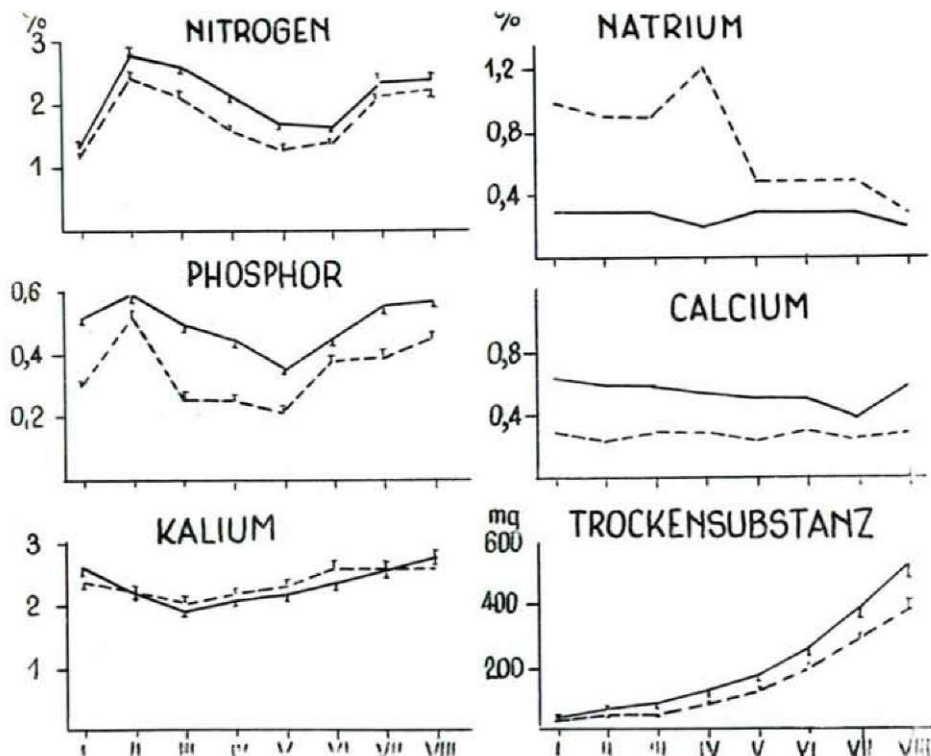 %
NITROGEN
3
2
1
PHOSPHOR
0,6
0,4
0,2
KALIUM
3
2
1
I II III IV V VI VII VIII
%
NATRIUM
1,2
0,8
0,4
CALCIUM
0,8
0,4
mg
TROCKENSUBSTANZ
600
400
200
I II III IV V VI VII VIII